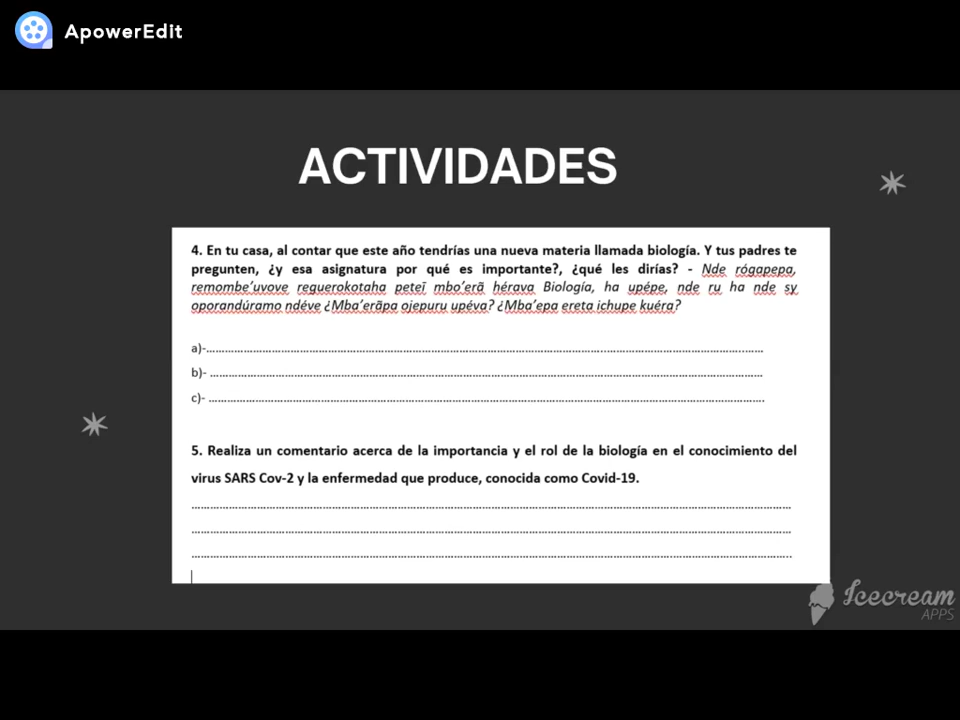 ApowerEdit
ACTIVIDADES
4. En tu casa, al contar que este año tendrías una nueva materia llamada biología. Y tus padres te
pregunten, ¿y esa asignatura por qué es importante?, ¿qué les dirías? - Nde rógapepa,
remombe'uvove reguerokotaha peteĩ mbo'erã hérava Biología, ha upépe, nde ru ha nde sy
oporandúramo ndéve ¿Mba'erãpa ojepuru upéva? ¿Mba'epa ereta ichupe kuéra?
a)-................................................................................
b)- ................................................................................
c)- ................................................................................
5. Realiza un comentario acerca de la importancia y el rol de la biología en el conocimiento del
virus SARS Cov-2 y la enfermedad que produce, conocida como Covid-19.
................................................................................
................................................................................
................................................................................
Icecream
APPS